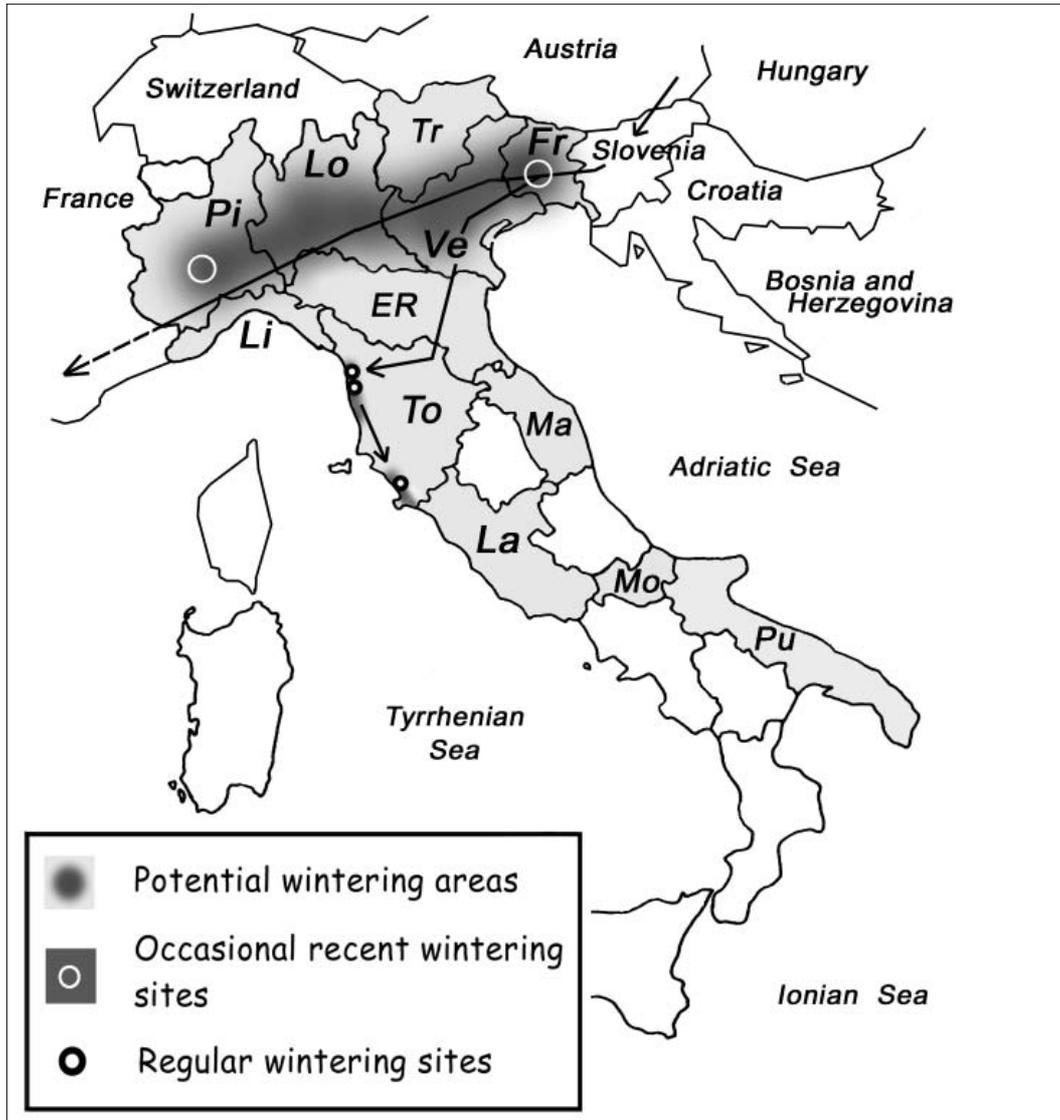 Austria
Hungary
Switzerland
Tr
Fr
Slovenia
Lo
France
Croatia
Pi
Ve
Bosnia and
Herzegovina
ER
Li
To
Ma
Adriatic Sea
La
Mo
Pu
Tyrrhenian
Sea
Potential wintering areas
Occasional recent wintering
sites
Ionian Sea
Regular wintering sites